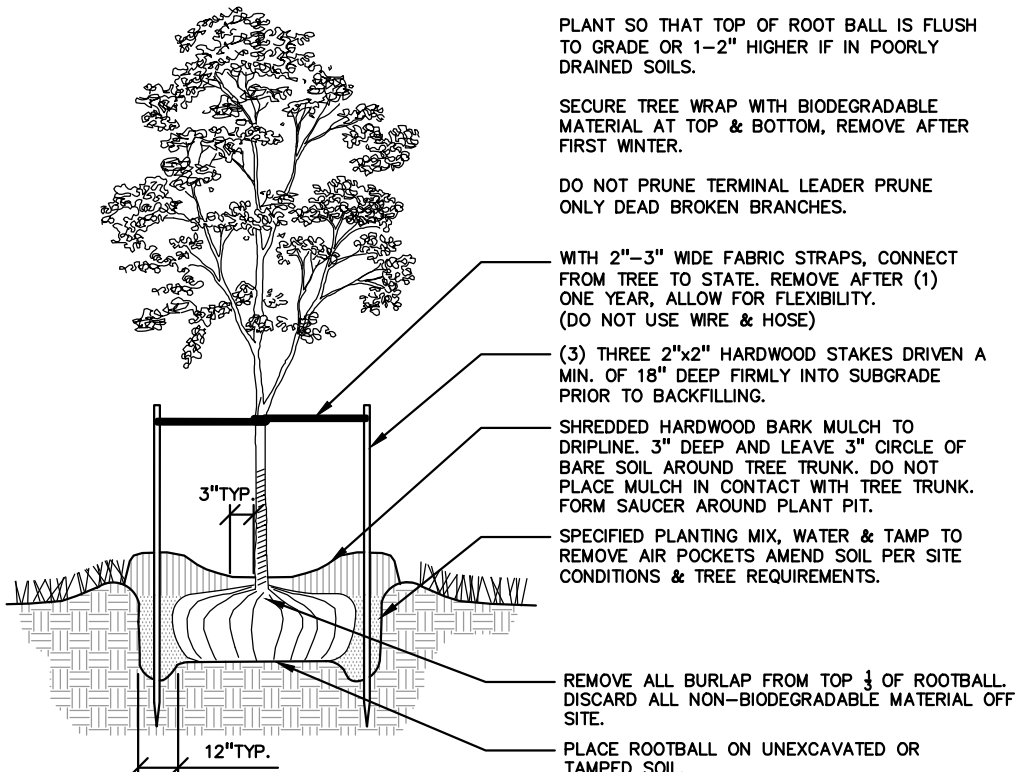 PLANT SO THAT TOP OF ROOT BALL IS FLUSH
TO GRADE OR 1-2" HIGHER IF IN POORLY
DRAINED SOILS.
SECURE TREE WRAP WITH BIODEGRADABLE
MATERIAL AT TOP & BOTTOM, REMOVE AFTER
FIRST WINTER.
DO NOT PRUNE TERMINAL LEADER PRUNE
ONLY DEAD BROKEN BRANCHES.
WITH 2"-3" WIDE FABRIC STRAPS, CONNECT
FROM TREE TO STATE. REMOVE AFTER (1)
ONE YEAR, ALLOW FOR FLEXIBILITY.
(DO NOT USE WIRE & HOSE)
(3) THREE 2"x2" HARDWOOD STAKES DRIVEN A
MIN. OF 18" DEEP FIRMLY INTO SUBGRADE
PRIOR TO BACKFILLING.
SHREDDED HARDWOOD BARK MULCH TO
DRIPLINE. 3" DEEP AND LEAVE 3" CIRCLE OF
BARE SOIL AROUND TREE TRUNK. DO NOT
PLACE MULCH IN CONTACT WITH TREE TRUNK.
FORM SAUCER AROUND PLANT PIT.
3"TYP.
SPECIFIED PLANTING MIX, WATER & TAMP TO
REMOVE AIR POCKETS AMEND SOIL PER SITE
CONDITIONS & TREE REQUIREMENTS.
REMOVE ALL BURLAP FROM TOP 1/3 OF ROOTBALL.
DISCARD ALL NON-BIODEGRADABLE MATERIAL OFF
SITE.
12"TYP.
PLACE ROOTBALL ON UNEXCAVATED OR
TAMPED SOIL.